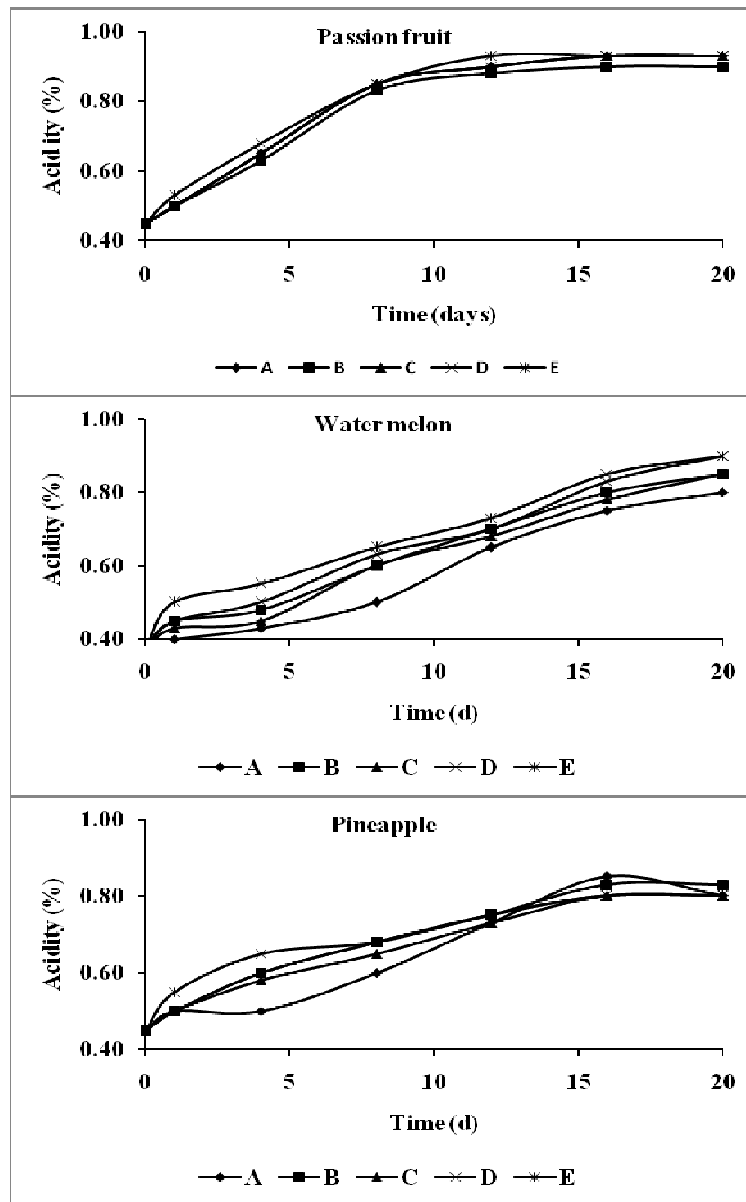 Passion fruit
1.00
0.80
0.60
0.40
Acidity (%)
0 5 10 15 20
Time (days)
A B C D E
Water melon
1.00
0.80
0.60
0.40
Acidity (%)
0 5 10 15 20
Time (d)
A B C D E
Pineapple
1.00
0.80
0.60
0.40
Acidity (%)
0 5 10 15 20
Time (d)
A B C D E